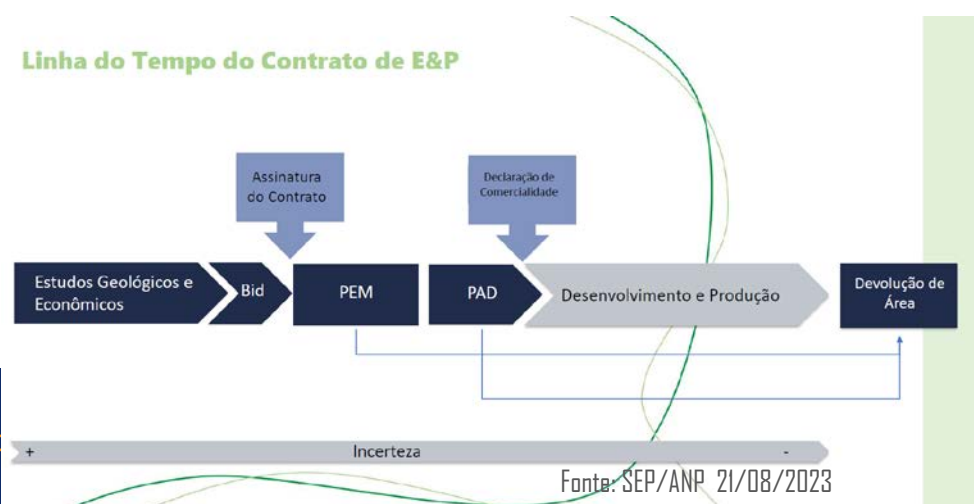 Linha do Tempo do Contrato de E&P
Assinatura
do Contrato
Declaração de
Comercialidade
Estudos Geológicos e
Econômicos
Bid
PEM
PAD
Desenvolvimento e Produção
Devolução de
Área
+
Incerteza
-
Fonte: SEP/ANP 21/08/2023